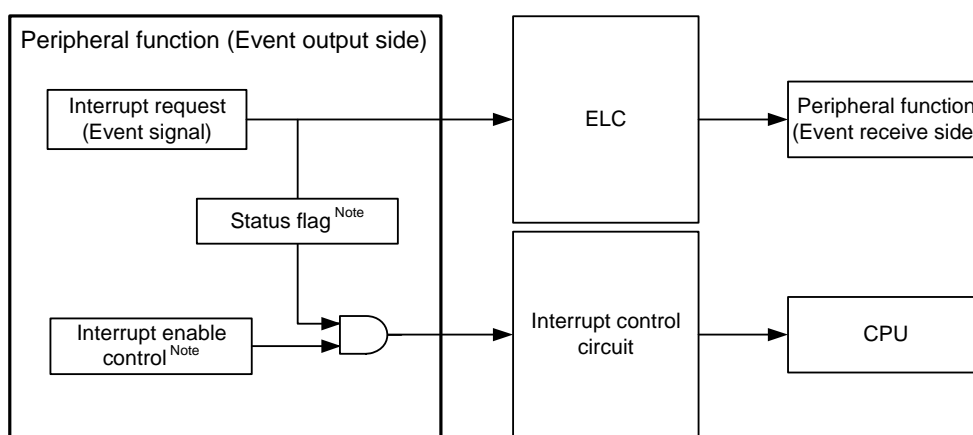 Peripheral function (Event output side)
Interrupt request
(Event signal)
ELC
Peripheral function
(Event receive side
Status flag Note
Interrupt enable
control Note
Interrupt control
circuit
CPU